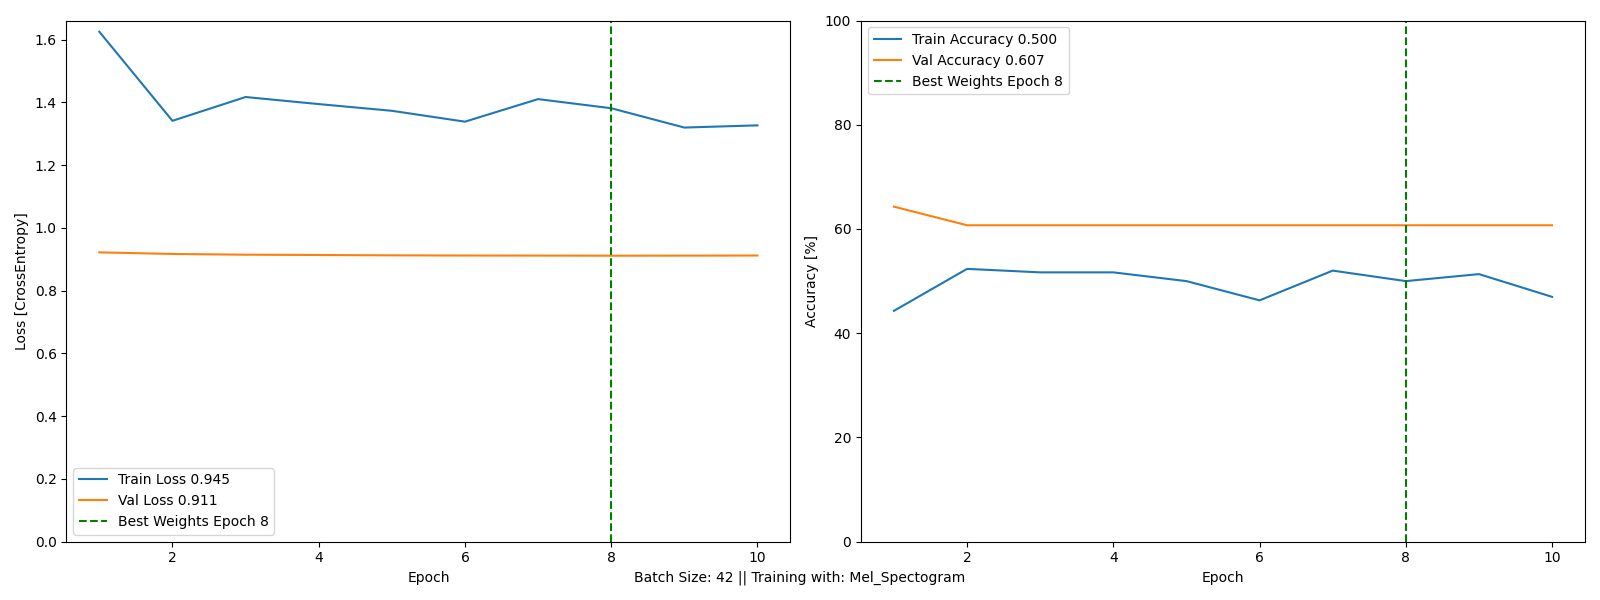 1.6
1.4
1.2
1.0
0.8
0.6
0.4
0.2
0.0
Loss [CrossEntropy]
Train Loss 0.945
Val Loss 0.911
Best Weights Epoch 8
2 4 6 8 10
Epoch
100
80
60
40
20
0
Accuracy [%]
Train Accuracy 0.500
Val Accuracy 0.607
Best Weights Epoch 8
2 4 6 8 10
Epoch
Batch Size: 42 || Training with: Mel_Spectogram